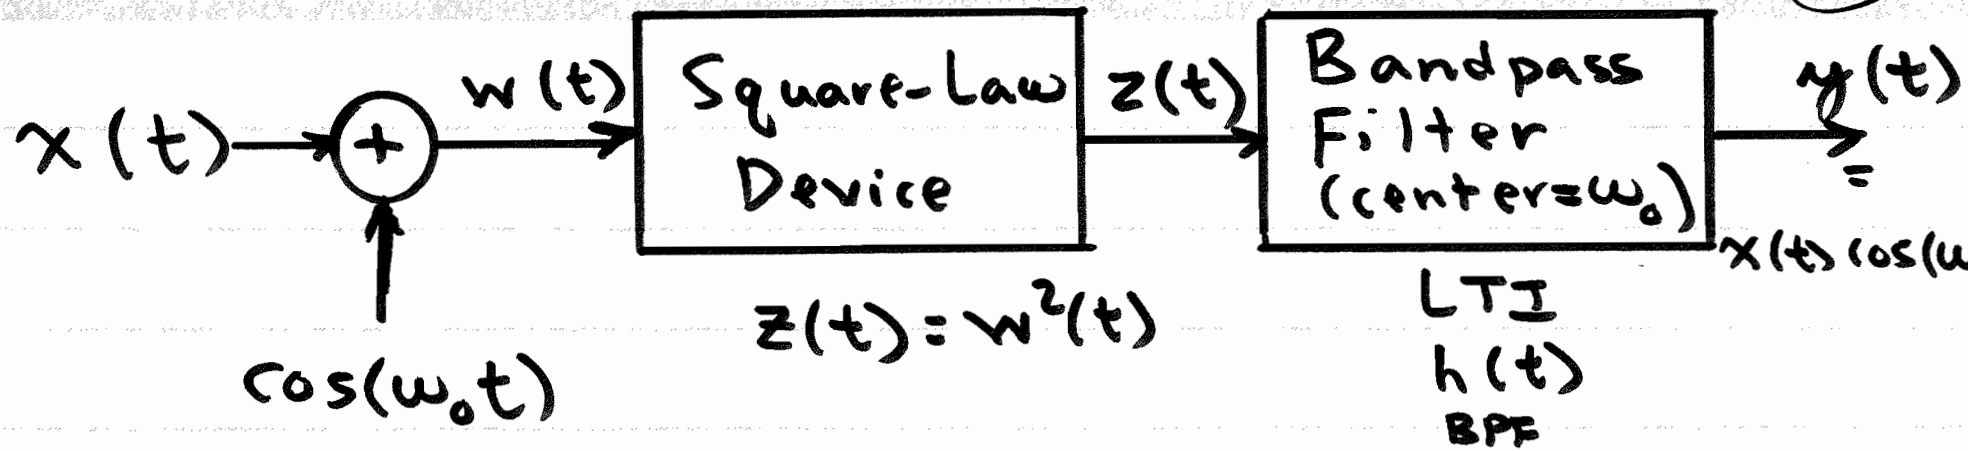 x(t)
+
cos(ω₀t)
w(t)
Square-Law
Device
z(t) = w²(t)
z(t)
Bandpass
Filter
(center=ω₀)
LTI
h(t)
BPF
y(t)
=
x(t) cos(ω